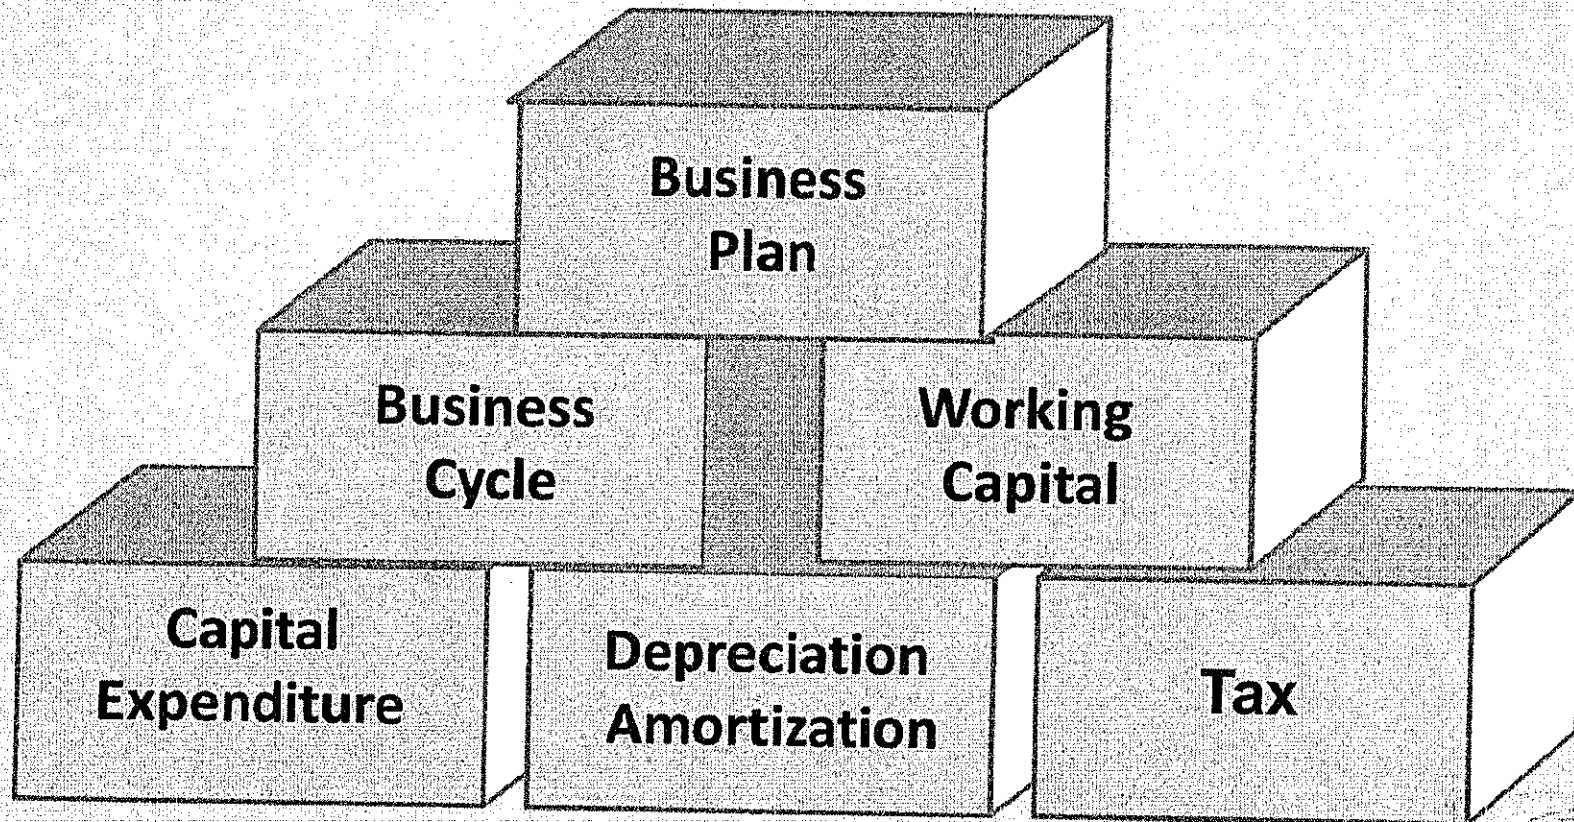 Business
Plan
Business
Cycle
Working
Capital
Capital
Expenditure
Depreciation
Amortization
Tax